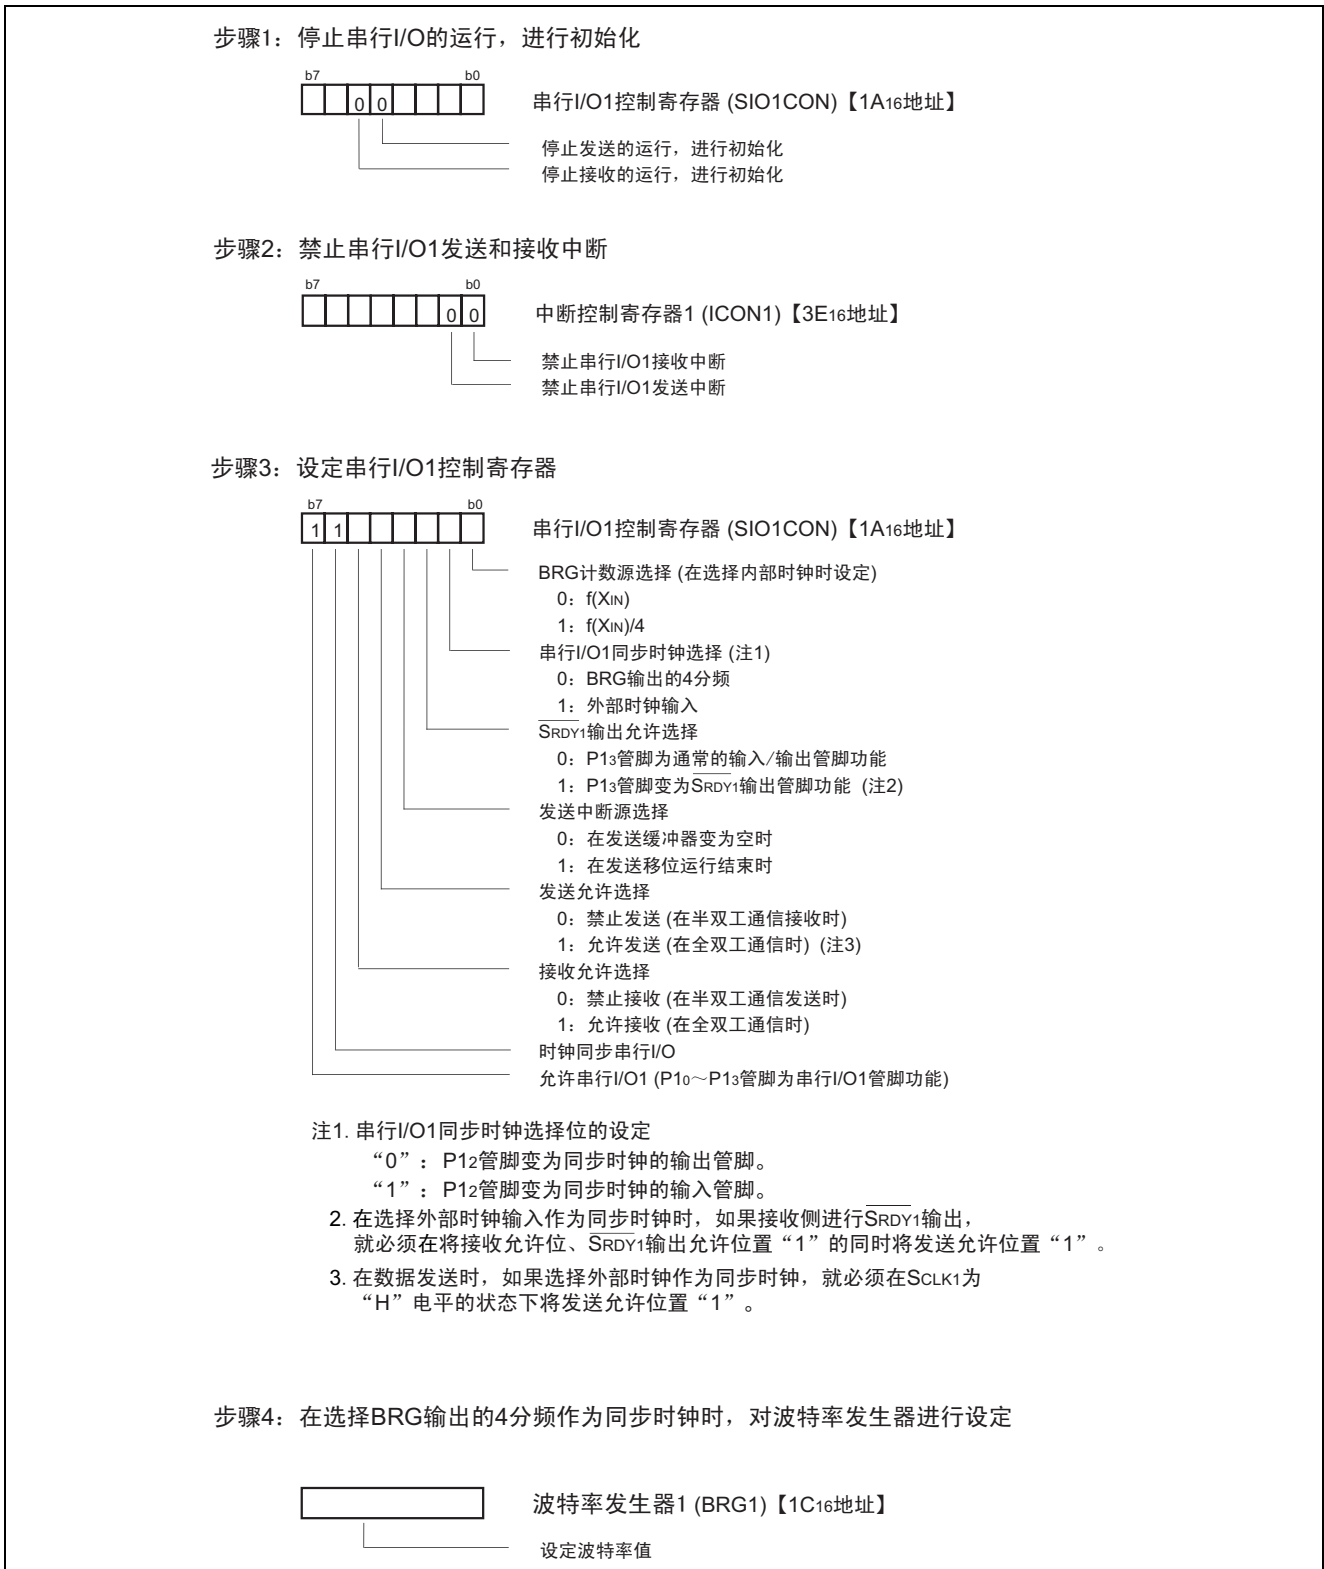 步骤1：停止串行I/O的运行，进行初始化
b7 b0
0 0
串行I/O1控制寄存器 (SIO1CON)【1A16地址】
停止发送的运行，进行初始化
停止接收的运行，进行初始化
步骤2：禁止串行I/O1发送和接收中断
b7 b0
0 0
中断控制寄存器1 (ICON1)【3E16地址】
禁止串行I/O1接收中断
禁止串行I/O1发送中断
步骤3：设定串行I/O1控制寄存器
b7 b0
1 1
串行I/O1控制寄存器 (SIO1CON)【1A16地址】
BRG计数源选择 (在选择内部时钟时设定)
0：f(XIN)
1：f(XIN)/4
串行I/O1同步时钟选择 (注1)
0：BRG输出的4分频
1：外部时钟输入
SRDY1输出允许选择
0：P13管脚为通常的输入/输出管脚功能
1：P13管脚变为SRDY1输出管脚功能 (注2)
发送中断源选择
0：在发送缓冲器变为空时
1：在发送移位运行结束时
发送允许选择
0：禁止发送 (在半双工通信接收时)
1：允许发送 (在全双工通信时) (注3)
接收允许选择
0：禁止接收 (在半双工通信发送时)
1：允许接收 (在全双工通信时)
时钟同步串行I/O
允许串行I/O1 (P10～P13管脚为串行I/O1管脚功能)
注1. 串行I/O1同步时钟选择位的设定
“0”：P12管脚变为同步时钟的输出管脚。
“1”：P12管脚变为同步时钟的输入管脚。
2. 在选择外部时钟输入作为同步时钟时，如果接收侧进行SRDY1输出，
就必须在将接收允许位、SRDY1输出允许位置“1”的同时将发送允许位置“1”。
3. 在数据发送时，如果选择外部时钟作为同步时钟，就必须在SCLK1为
“H”电平的状态下将发送允许位置“1”。
步骤4：在选择BRG输出的4分频作为同步时钟时，对波特率发生器进行设定
波特率发生器1 (BRG1)【1C16地址】
设定波特率值